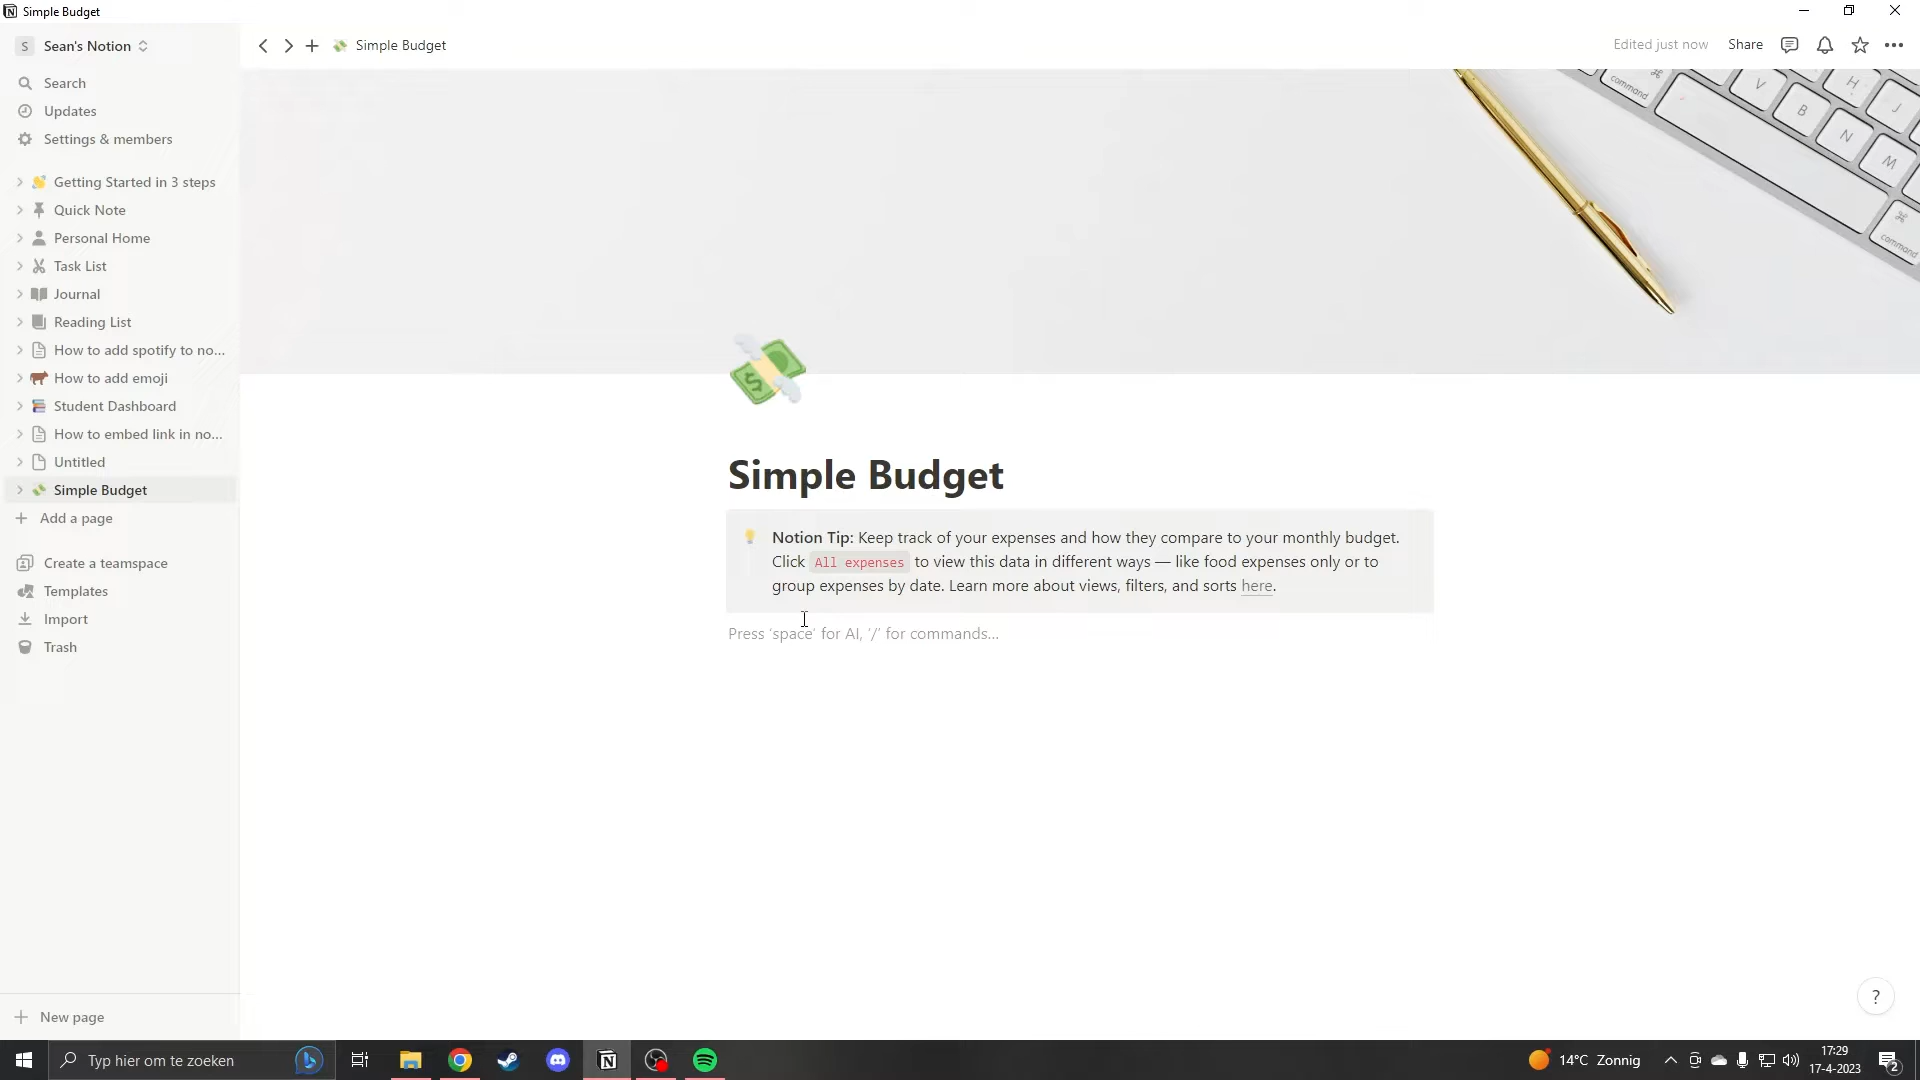 Simple Budget
S Sean's Notion
Simple Budget
Edited just now
Share
Search
Updates
Settings & members
Getting Started in 3 steps
Quick Note
Personal Home
Task List
Journal
Reading List
How to add spotify to no...
How to add emoji
Student Dashboard
How to embed link in no...
Untitled
Simple Budget
Add a page
Create a teamspace
Templates
Import
Trash
New page
command
V
B
N
M
H
J
command
Simple Budget
Notion Tip: Keep track of your expenses and how they compare to your monthly budget.
Click All expenses to view this data in different ways — like food expenses only or to
group expenses by date. Learn more about views, filters, and sorts here.
Press 'space' for AI, '/' for commands...
?
Typ hier om te zoeken
14°C Zonnig
17:29
17-4-2023
2